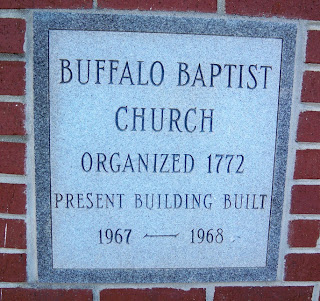 BUFFALO BAPTIST
CHURCH
ORGANIZED 1772
PRESENT BUILDING BUILT
1967 — 1968